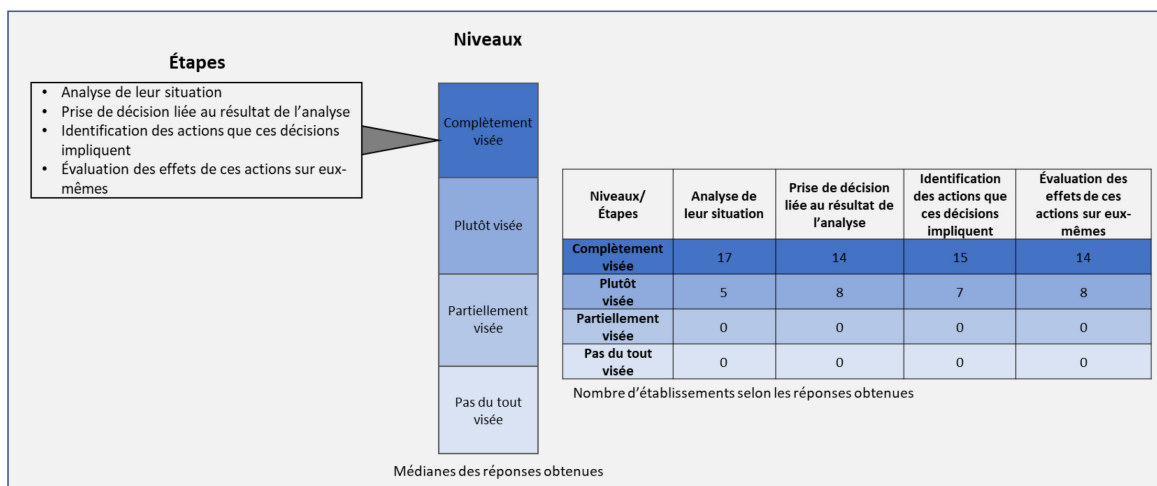 Niveaux
Étapes
• Analyse de leur situation
• Prise de décision liée au résultat de l'analyse
• Identification des actions que ces décisions
impliquent
• Évaluation des effets de ces actions sur eux-
mêmes
Complètement
visée
Plutôt visée
Partiellement
visée
Pas du tout
visée
Médianes des réponses obtenues
Niveaux/
Étapes
Analyse de
leur situation
Prise de décision
liée au résultat de
l'analyse
Identification
des actions que
ces décisions
impliquent
Évaluation des
effets de ces
actions sur eux-
mêmes
Complètement
visée
17 14 15 14
Plutôt
visée
5 8 7 8
Partiellement
visée
0 0 0 0
Pas du tout
visée
0 0 0 0
Nombre d'établissements selon les réponses obtenues